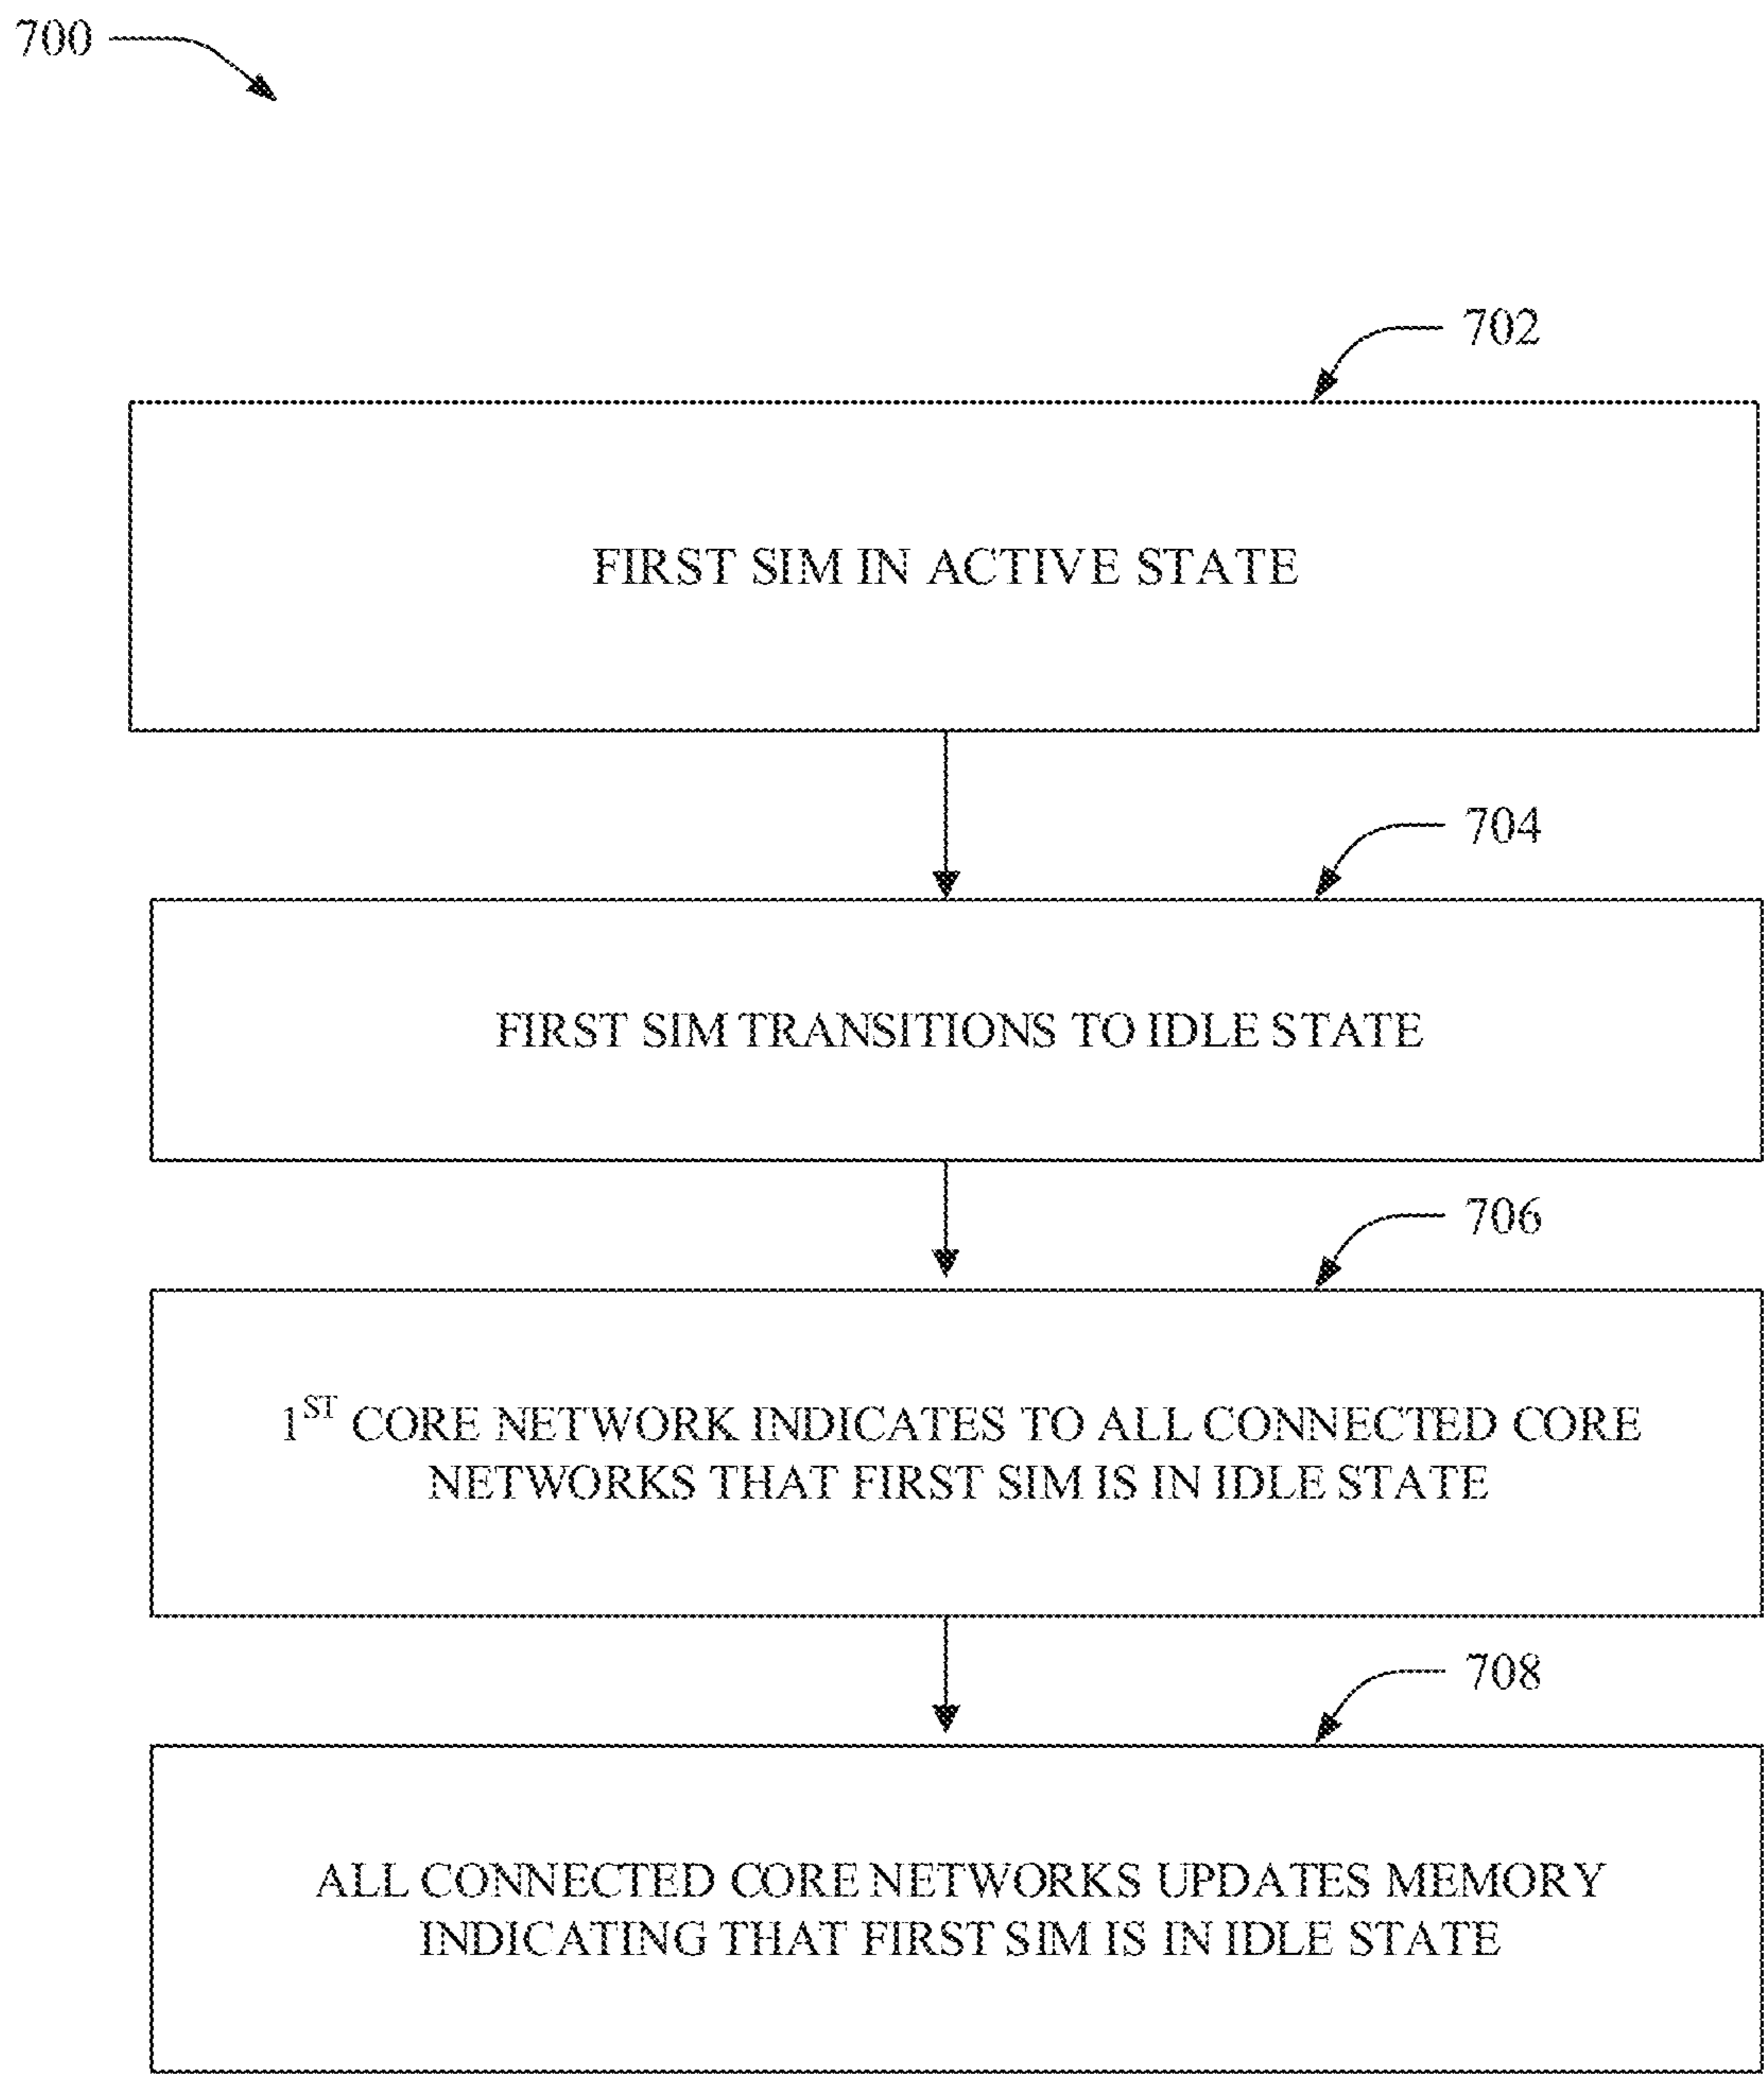 700
702
FIRST SIM IN ACTIVE STATE
704
FIRST SIM TRANSITIONS TO IDLE STATE
706
1ST CORE NETWORK INDICATES TO ALL CONNECTED CORE
NETWORKS THAT FIRST SIM IS IN IDLE STATE
708
ALL CONNECTED CORE NETWORKS UPDATES MEMORY
INDICATING THAT FIRST SIM IS IN IDLE STATE